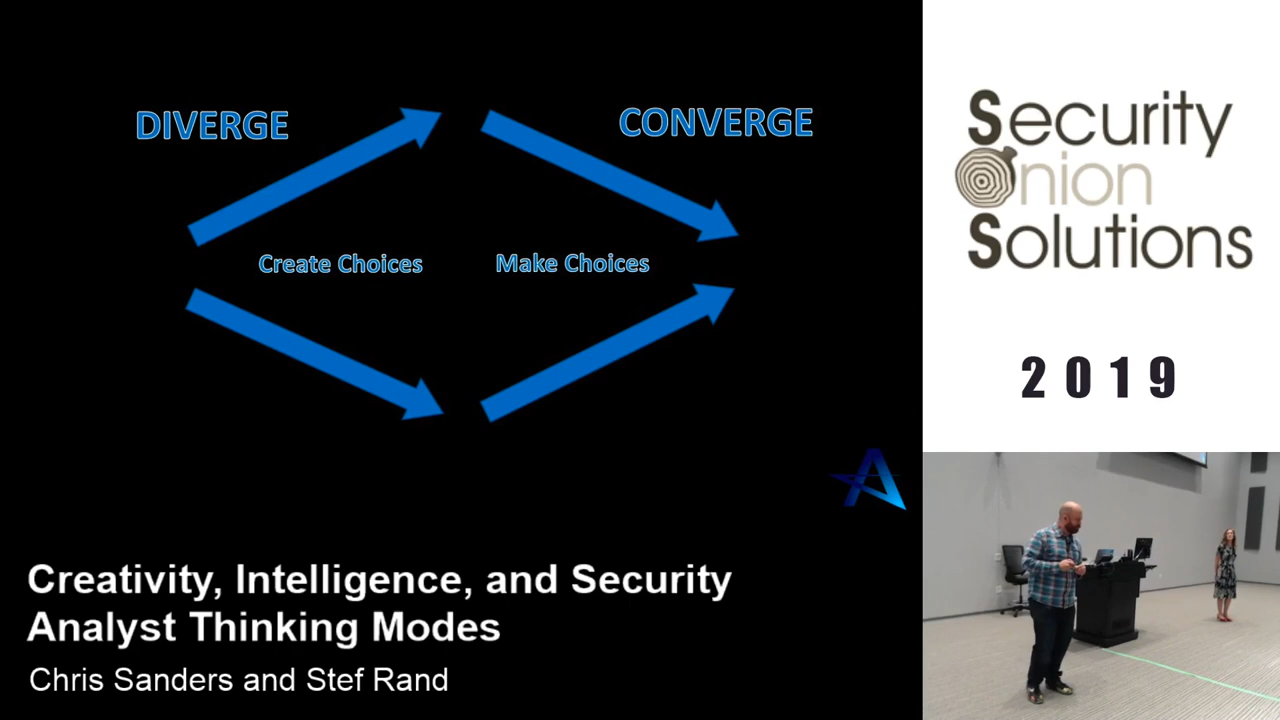 DIVERGE
CONVERGE
Create Choices
Make Choices
Creativity, Intelligence, and Security
Analyst Thinking Modes
Chris Sanders and Stef Rand
Security
Onion
Solutions
2019